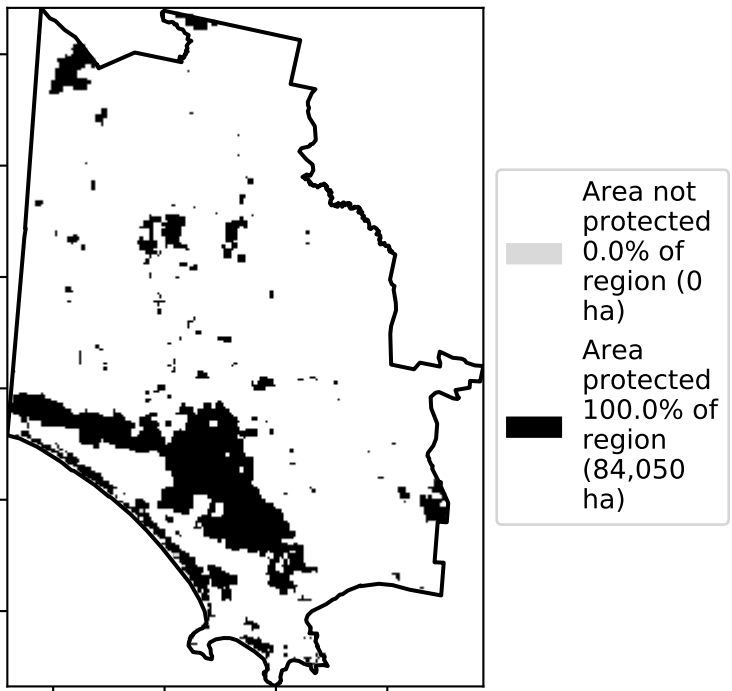 Area not
protected
0.0% of
region (0
ha)
Area
protected
100.0% of
region
(84,050
ha)